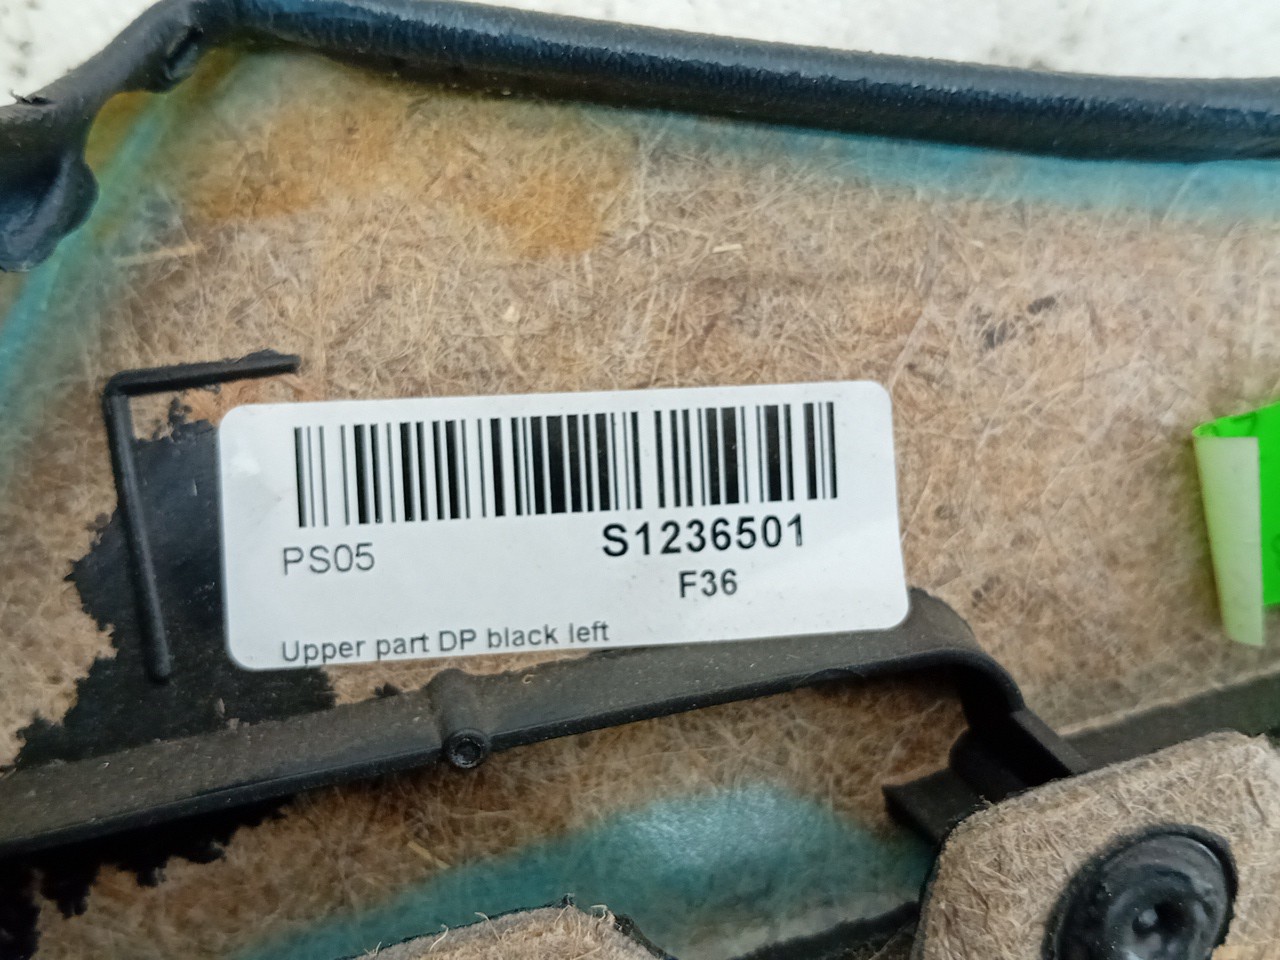 PS05
S1236501
F36
Upper part DP black left